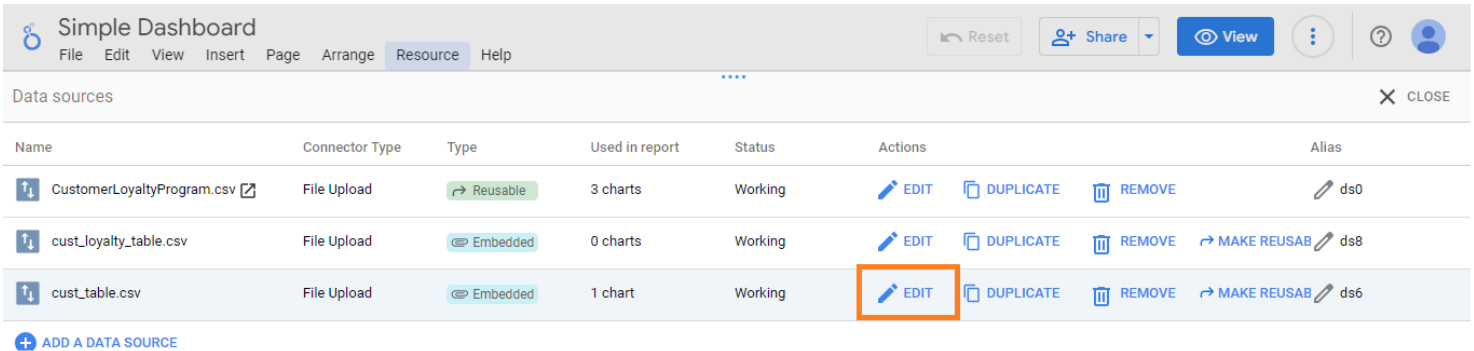 Simple Dashboard
File Edit View Insert Page Arrange Resource Help
Reset Share View
Data sources CLOSE
Name Connector Type Type Used in report Status Actions Alias
CustomerLoyaltyProgram.csv File Upload Reusable 3 charts Working EDIT DUPLICATE REMOVE ds0
cust_loyalty_table.csv File Upload Embedded 0 charts Working EDIT DUPLICATE REMOVE MAKE REUSAB ds8
cust_table.csv File Upload Embedded 1 chart Working EDIT DUPLICATE REMOVE MAKE REUSAB ds6
ADD A DATA SOURCE